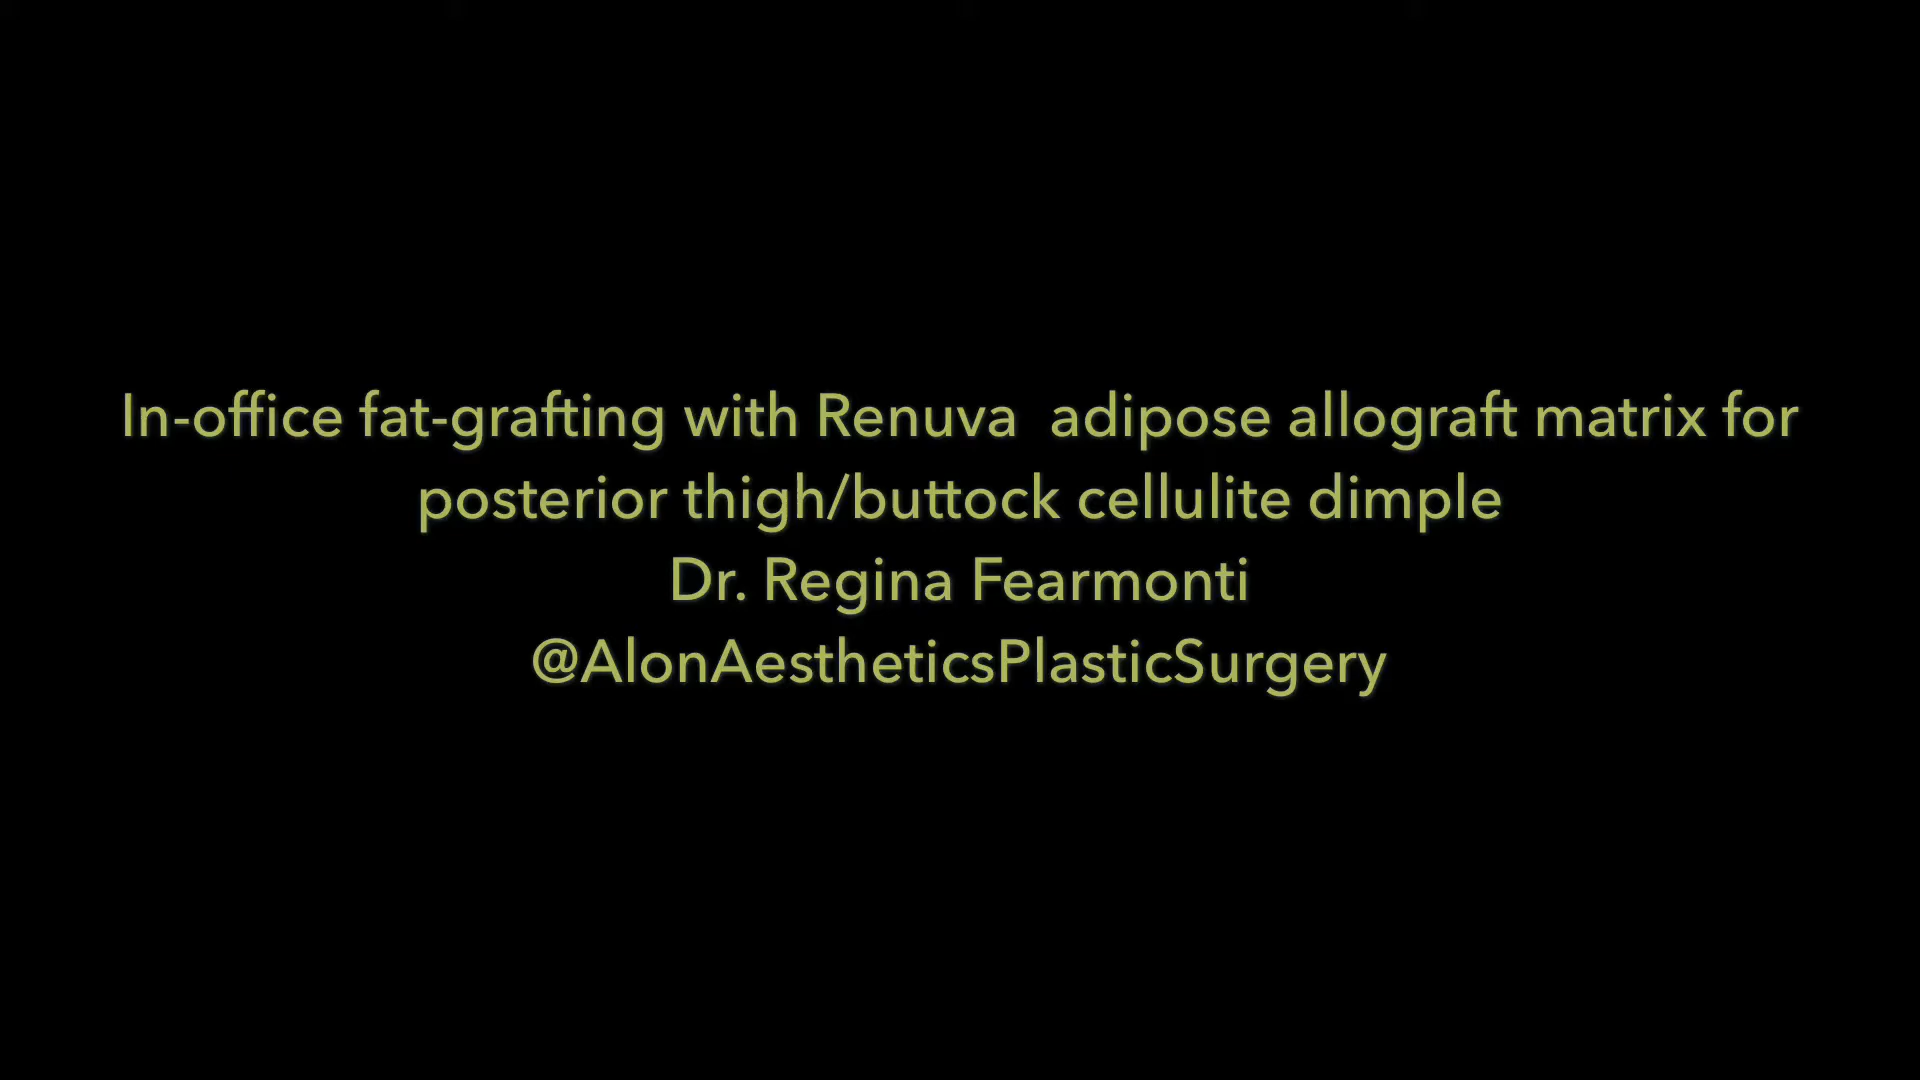 In-office fat-grafting with Renuva  adipose allograft matrix for
posterior thigh/buttock cellulite dimple
Dr. Regina Fearmonti
@AlonAestheticsPlasticSurgery